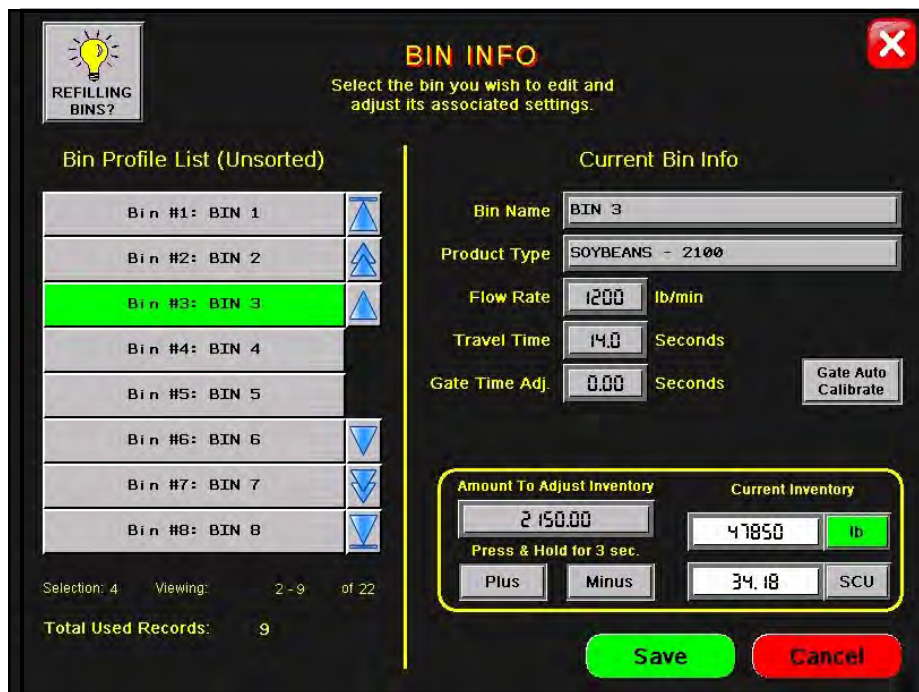 REFILLING
BINS?
BIN INFO
Select the bin you wish to edit and
adjust its associated settings.
Bin Profile List (Unsorted)
Bin #1: BIN 1
Bin #2: BIN 2
Bin #3: BIN 3
Bin #4: BIN 4
Bin #5: BIN 5
Bin #6: BIN 6
Bin #7: BIN 7
Bin #8: BIN 8
Selection: 4 Viewing: 2 - 9 of 22
Total Used Records: 9
Current Bin Info
Bin Name BIN 3
Product Type SOYBEANS - 2100
Flow Rate 1200 lb/min
Travel Time 14.0 Seconds
Gate Time Adj. 0.00 Seconds
Gate Auto
Calibrate
Amount To Adjust Inventory
2150.00
Press & Hold for 3 sec.
Plus Minus
Current Inventory
47850 lb
34.18 SCU
Save Cancel